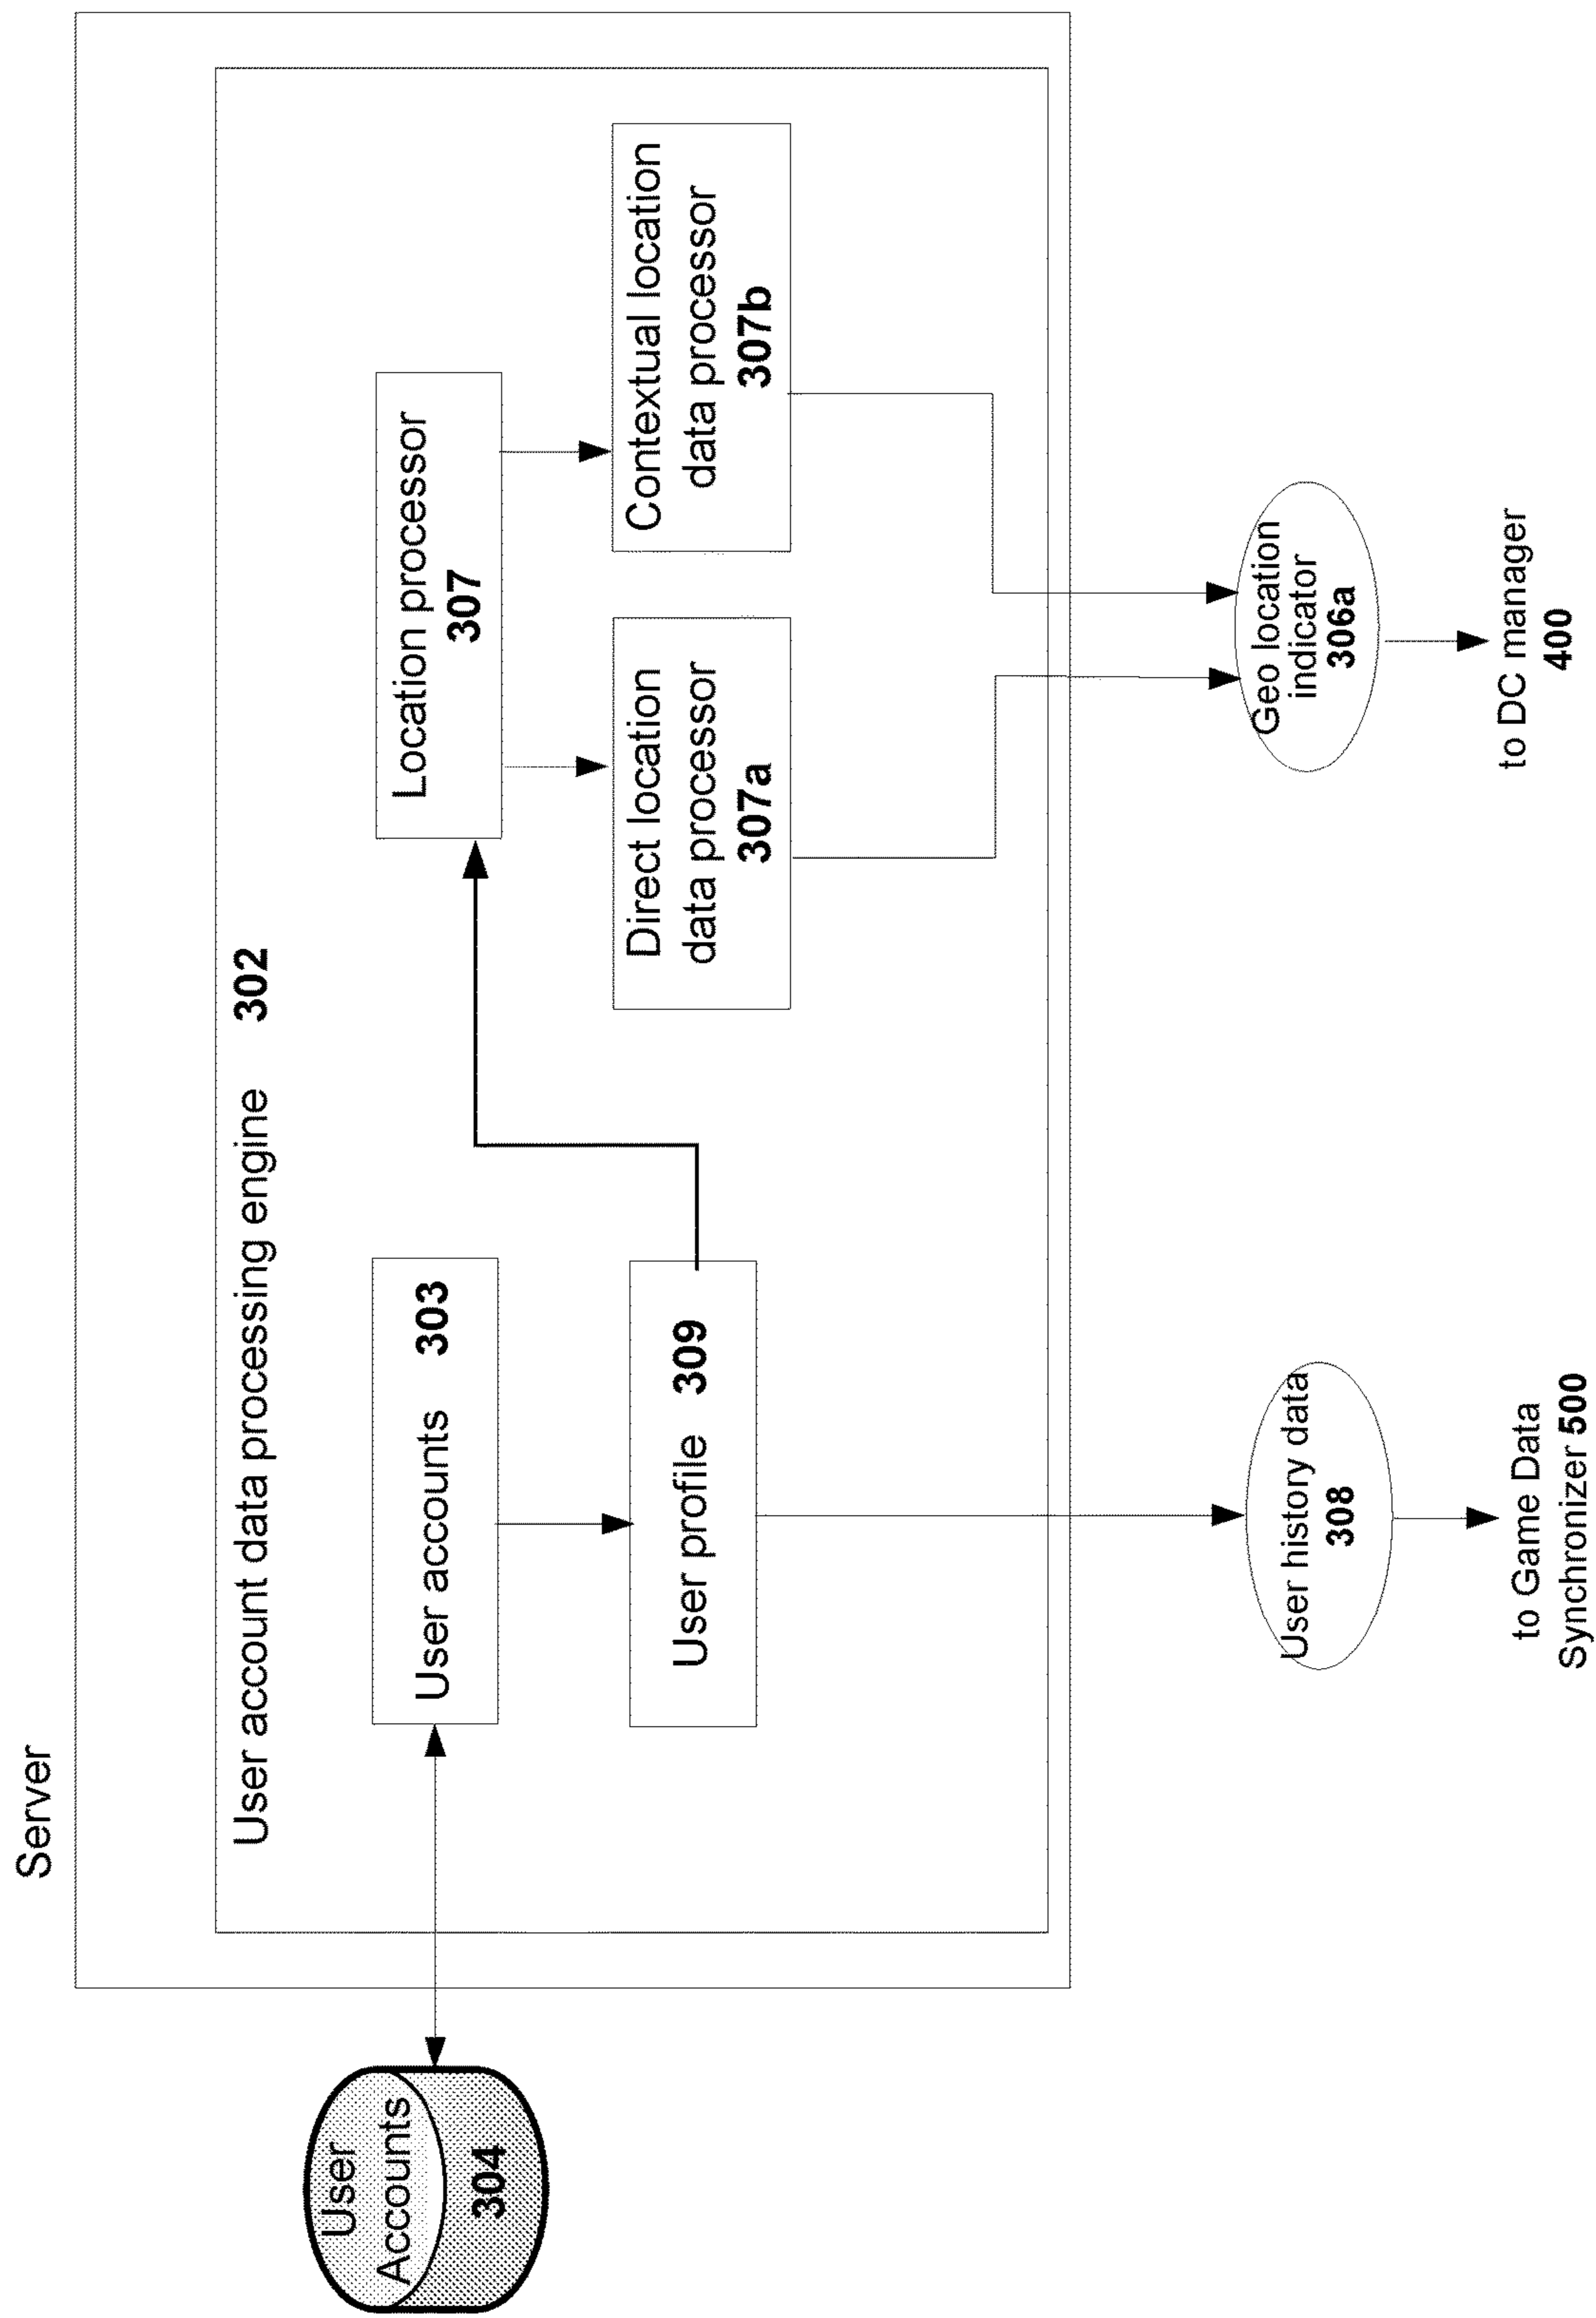 Server
User account data processing engine 302
User
Accounts
304
User accounts 303
User profile 309
Location processor
307
Direct location
data processor
307a
Contextual location
data processor
307b
User history data
308
to Game Data
Synchronizer 500
Geo location
indicator
306a
to DC manager
400